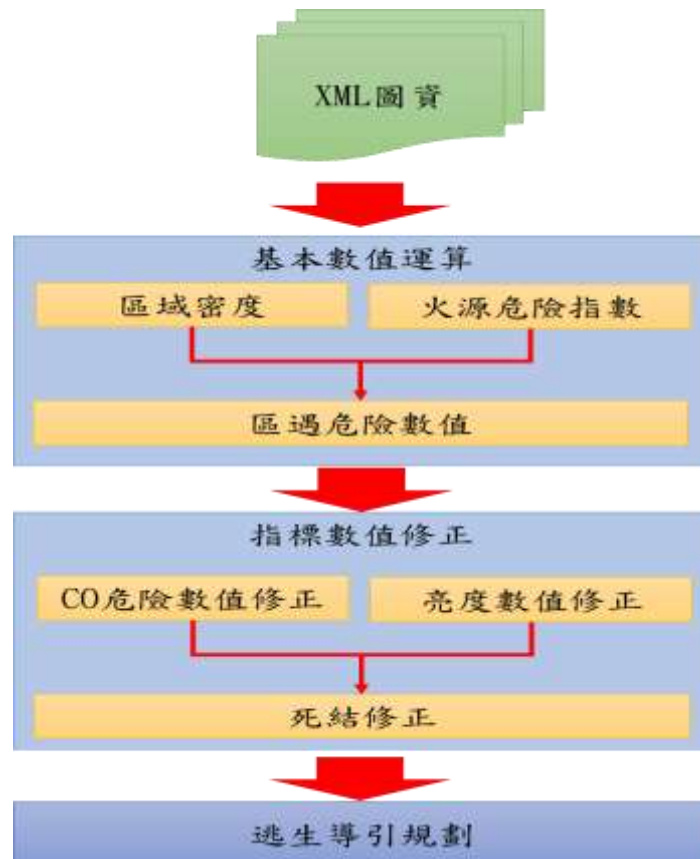 XML圖資
基本數值運算
區域密度
火源危險指數
區遇危險數值
指標數值修正
CO危險數值修正
亮度數值修正
死結修正
逃生導引規劃